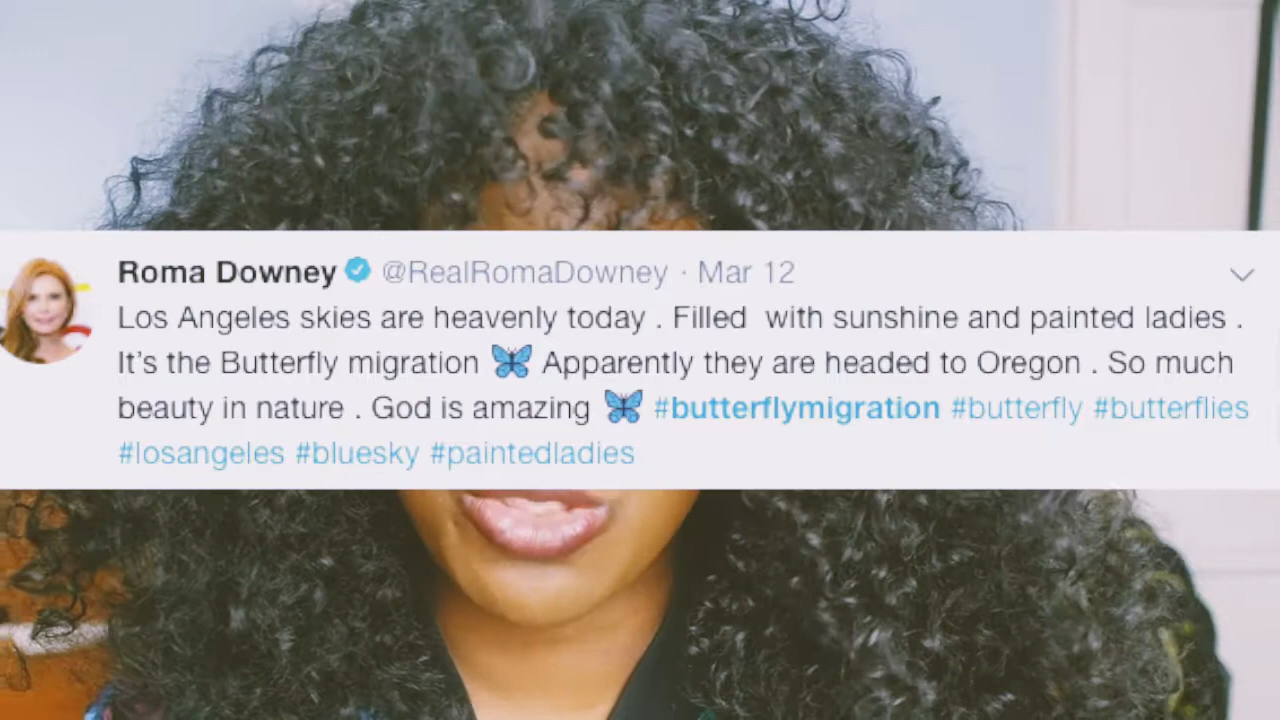 Roma Downey @RealRomaDowney · Mar 12
Los Angeles skies are heavenly today . Filled  with sunshine and painted ladies .
It's the Butterfly migration 🦋 Apparently they are headed to Oregon . So much
beauty in nature . God is amazing 🦋 #butterflymigration #butterfly #butterflies
#losangeles #bluesky #paintedladies